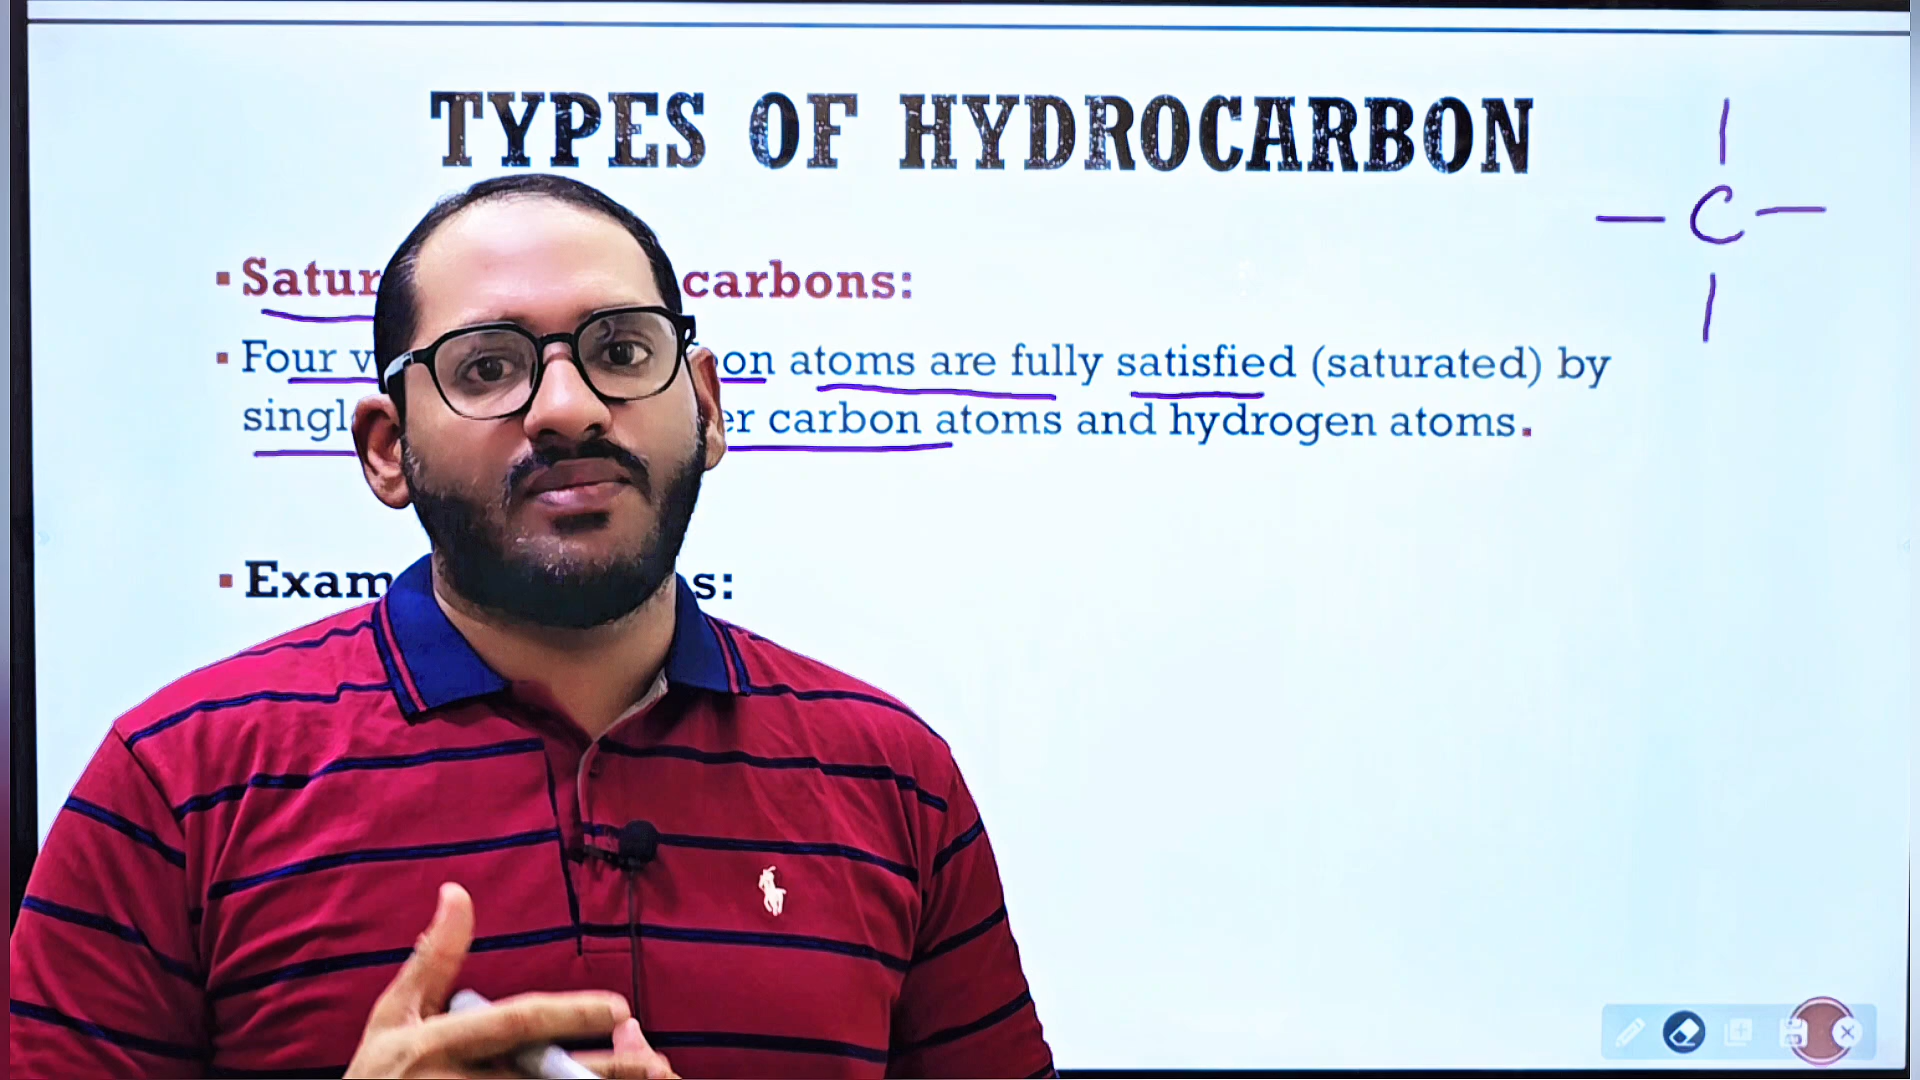 TYPES OF HYDROCARBON
C
Satur carbons:
Four v on atoms are fully satisfied (saturated) by
singl er carbon atoms and hydrogen atoms.
Exam s: